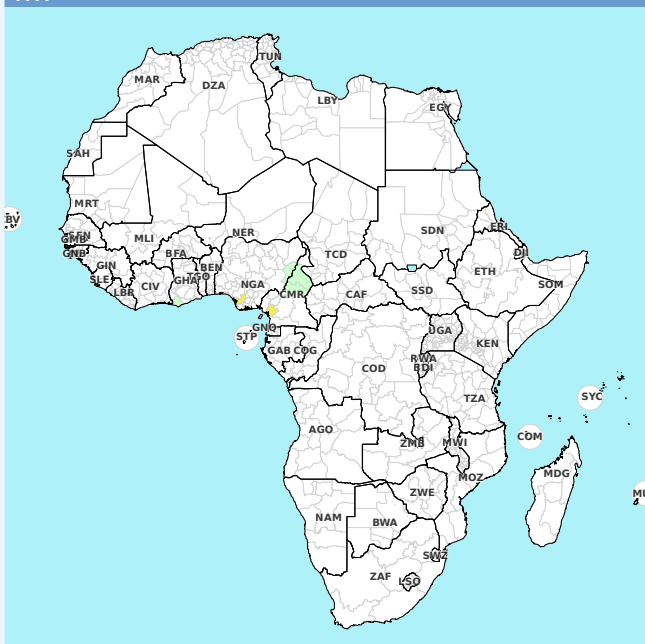 TUN
MAR
DZA
LBY
EGY
SAH
MRT
SEN
GMB
GNB
MLI
NER
BFA
TCD
SDN
ERI
DJI
GIN
SLE
LBR
CIV
GHA
TGO
BEN
NGA
CMR
CAF
SSD
ETH
SOM
GNQ
STP
GAB
COG
COD
UGA
KEN
RWA
BDI
TZA
SYC
COM
AGO
ZMB
MWI
MOZ
MDG
ZWE
NAM
BWA
SWZ
ZAF
LSO